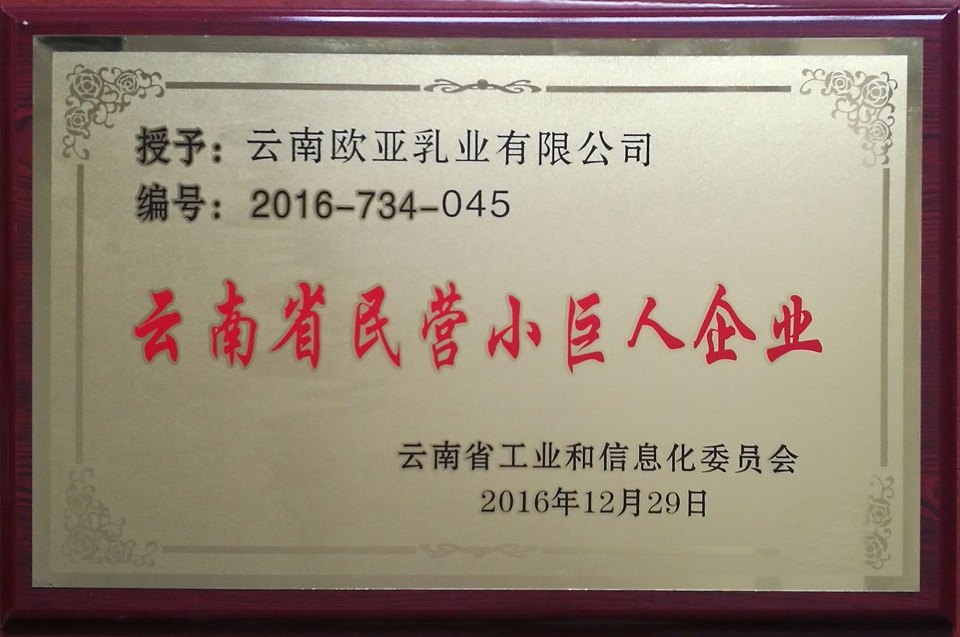 授予：云南欧亚乳业有限公司
编号：2016-734-045
云南省民营小巨人企业
云南省工业和信息化委员会
2016年12月29日